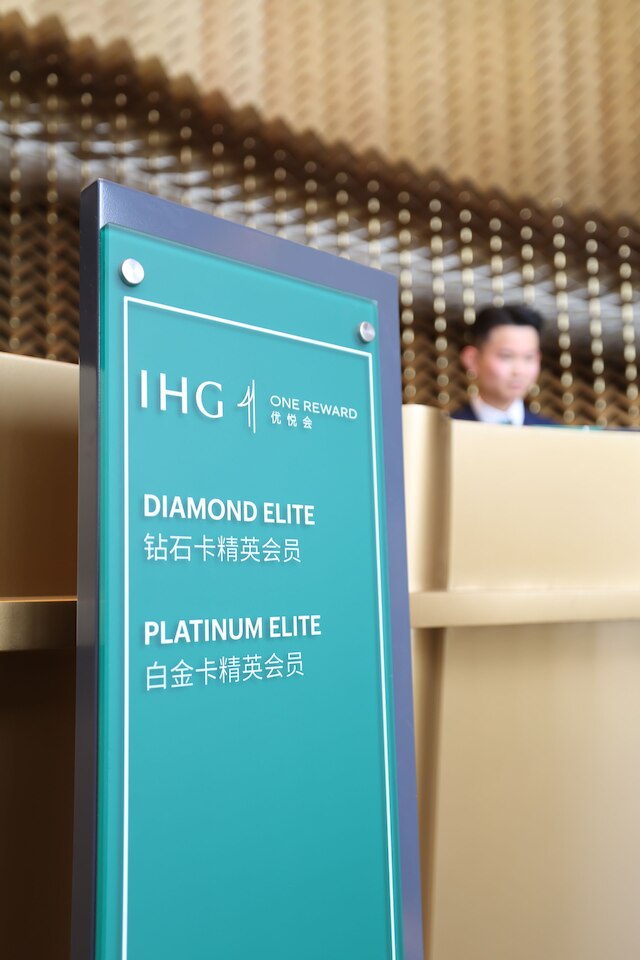 IHG ONE REWARD
优悦会
DIAMOND ELITE
钻石卡精英会员
PLATINUM ELITE
白金卡精英会员